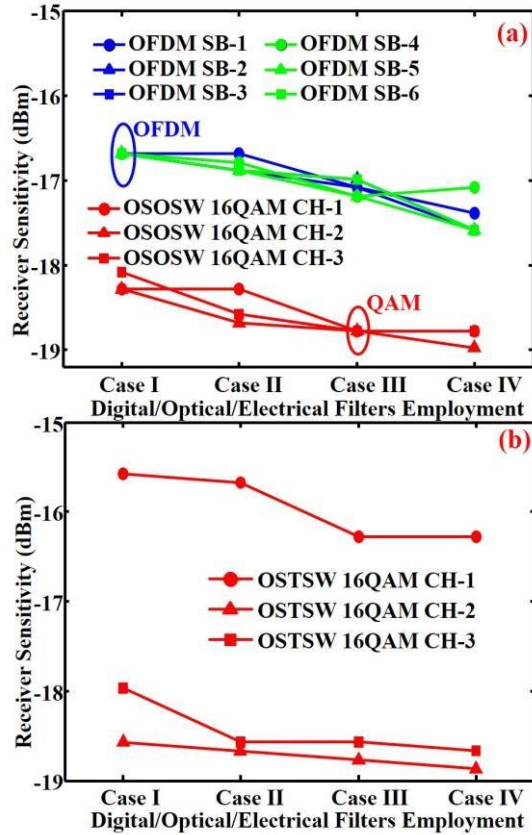 (a)
OFDM SB-1
OFDM SB-2
OFDM SB-3
OFDM SB-4
OFDM SB-5
OFDM SB-6
OFDM
OSOSW 16QAM CH-1
OSOSW 16QAM CH-2
OSOSW 16QAM CH-3
QAM
Receiver Sensitivity (dBm)
-15
-16
-17
-18
-19
Case I Case II Case III Case IV
Digital/Optical/Electrical Filters Employment
(b)
OSTSW 16QAM CH-1
OSTSW 16QAM CH-2
OSTSW 16QAM CH-3
Receiver Sensitivity (dBm)
-15
-16
-17
-18
-19
Case I Case II Case III Case IV
Digital/Optical/Electrical Filters Employment